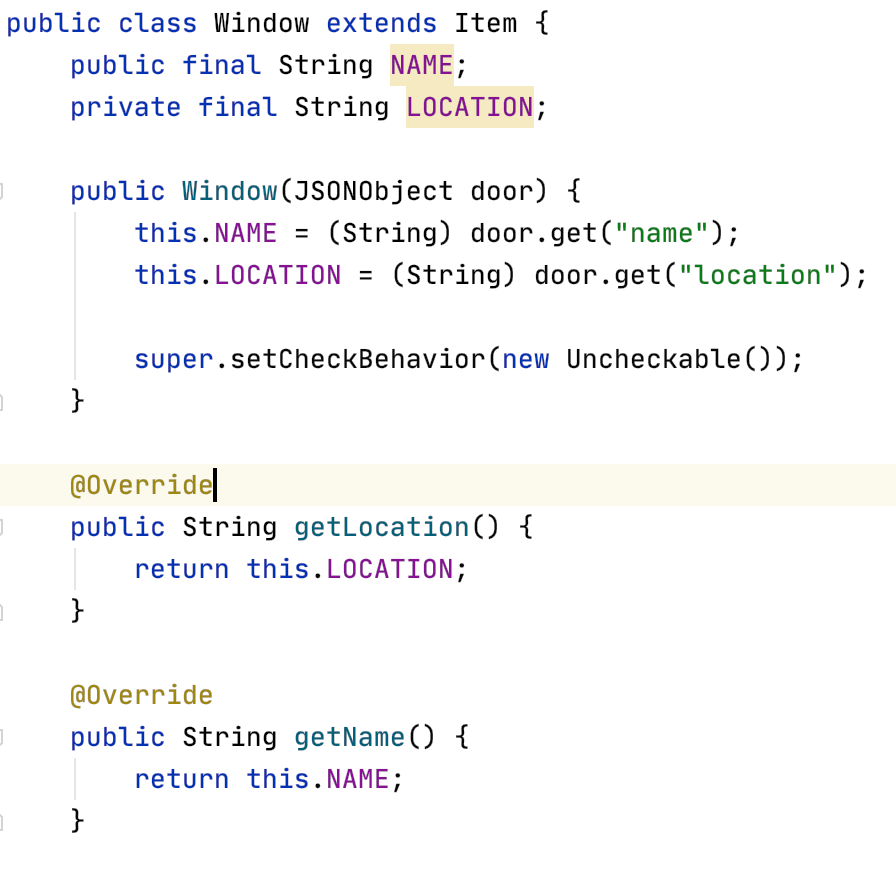 public class Window extends Item {
    public final String NAME;
    private final String LOCATION;

    public Window(JSONObject door) {
        this.NAME = (String) door.get("name");
        this.LOCATION = (String) door.get("location");

        super.setCheckBehavior(new Uncheckable());
    }

    @Override
    public String getLocation() {
        return this.LOCATION;
    }

    @Override
    public String getName() {
        return this.NAME;
    }